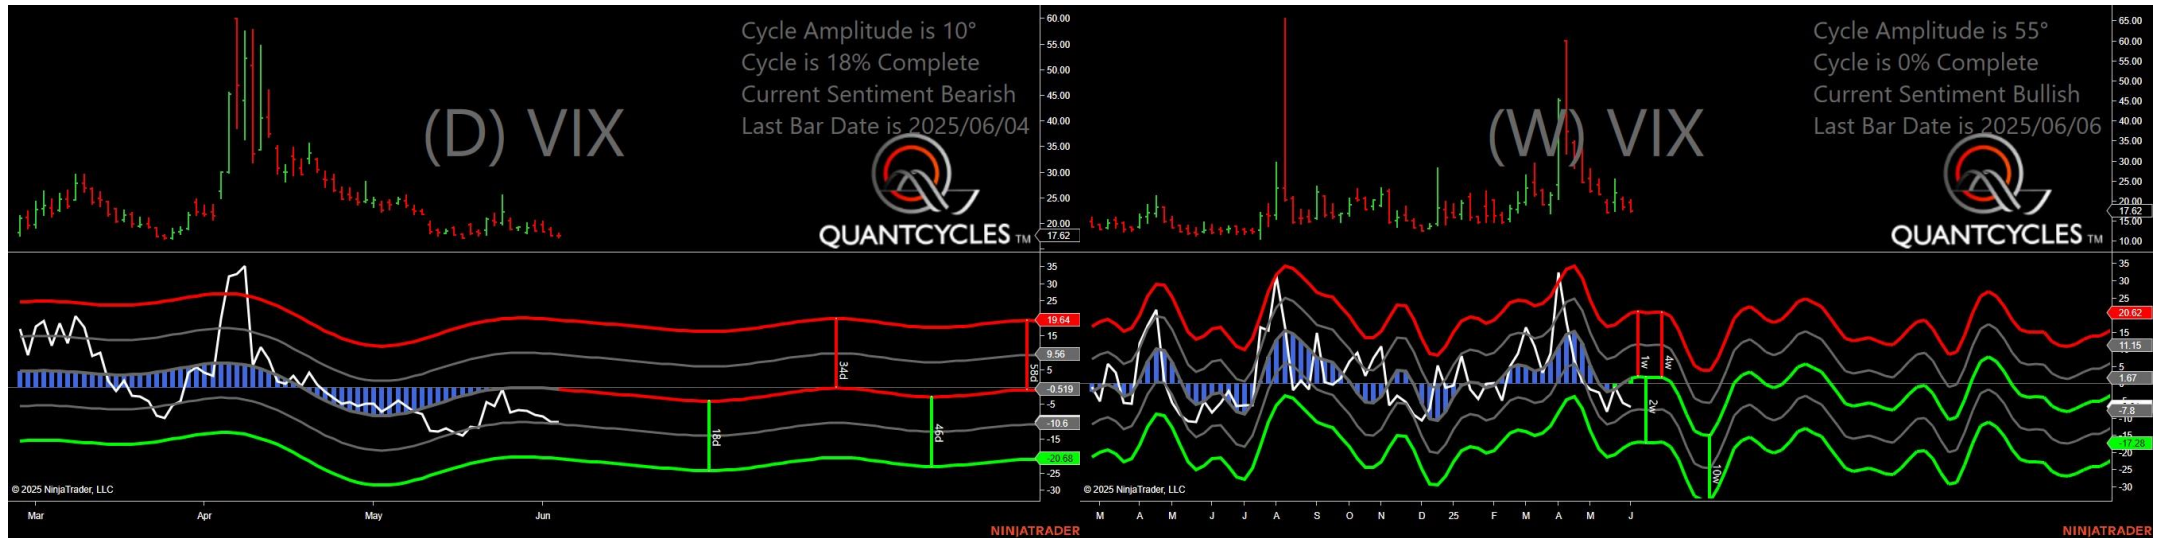 Cycle Amplitude is 10°
Cycle is 18% Complete
Current Sentiment Bearish
Last Bar Date is 2025/06/04
(D) VIX
QUANTCYCLES TM
60.00
55.00
50.00
45.00
40.00
35.00
30.00
25.00
20.00
17.62
35
30
25
19.64
15
9.56
5
-0.519
-5
-10.6
-15
-20.68
-25
-30
34d
58d
18d
46d
© 2025 NinjaTrader, LLC
Mar Apr May Jun
NINJATRADER
Cycle Amplitude is 55°
Cycle is 0% Complete
Current Sentiment Bullish
Last Bar Date is 2025/06/06
(W) VIX
QUANTCYCLES TM
65.00
60.00
55.00
50.00
45.00
40.00
35.00
30.00
25.00
20.00
17.62
15.00
10.00
35
30
25
20.62
15
11.15
5
1.67
-7.8
-10
-15
-17.28
-20
-25
-30
1w
4w
2w
10w
© 2025 NinjaTrader, LLC
M A M J J A S O N D 25 F M A M J
NINJATRADER